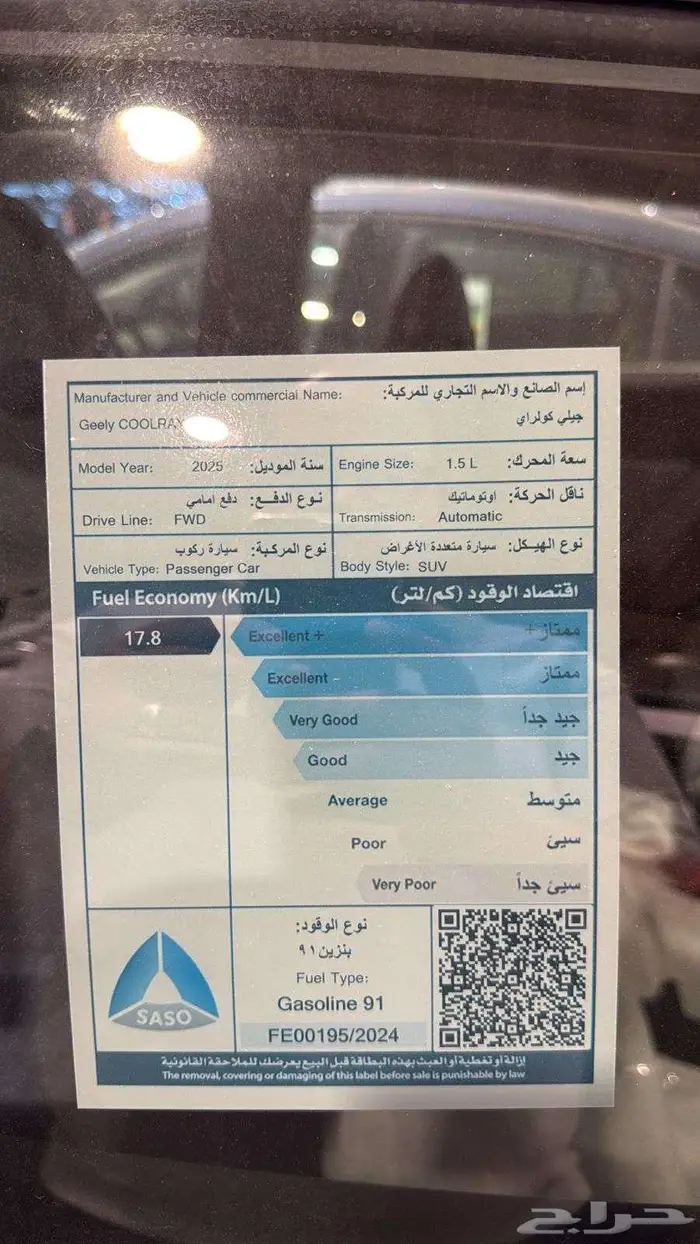 Manufacturer and Vehicle commercial Name: إسم الصانع والاسم التجاري للمركبة:
Geely COOLRAY جيلي كولراي
Model Year: 2025 سنة الموديل:
Engine Size: 1.5 L سعة المحرك:
نوع الدفع: دفع امامي
Drive Line: FWD
ناقل الحركة: اوتوماتيك
Transmission: Automatic
نوع المركبة: سيارة ركوب
Vehicle Type: Passenger Car
نوع الهيكل: سيارة متعددة الأغراض
Body Style: SUV
Fuel Economy (Km/L) اقتصاد الوقود (كم/لتر)
17.8
Excellent + ممتاز+
Excellent ممتاز
Very Good جيد جداً
Good جيد
Average متوسط
Poor سيئ
Very Poor سيئ جداً
SASO
نوع الوقود:
بنزين ٩١
Fuel Type:
Gasoline 91
FE00195/2024
إزالة أو تغطية أو العبث بهذه البطاقة قبل البيع يعرضك للملاحقة القانونية
The removal, covering or damaging of this label before sale is punishable by law
حراج